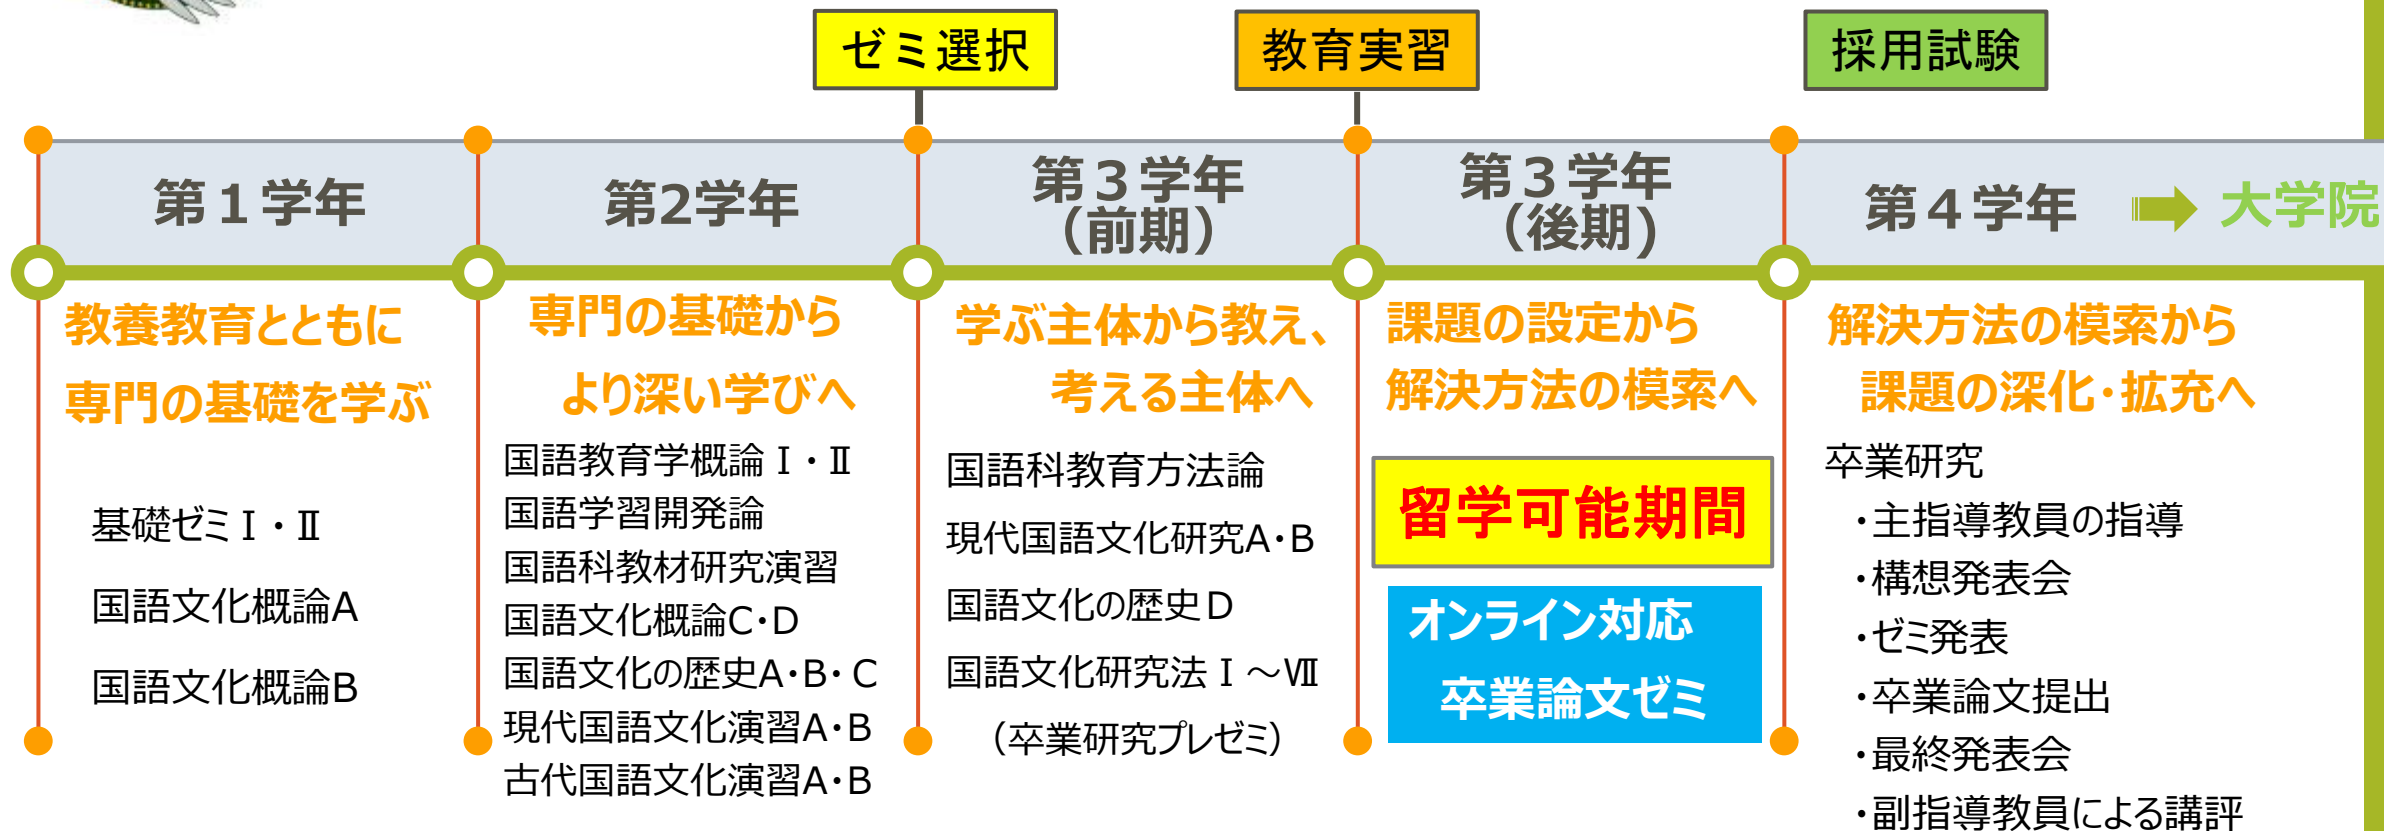 ゼミ選択
教育実習
採用試験
第１学年
第2学年
第３学年
（前期）
第３学年
（後期)
第４学年
大学院
教養教育とともに
専門の基礎を学ぶ
基礎ゼミⅠ・Ⅱ
国語文化概論A
国語文化概論B
専門の基礎から
より深い学びへ
国語教育学概論Ⅰ・Ⅱ
国語学習開発論
国語科教材研究演習
国語文化概論C・D
国語文化の歴史A・B・C
現代国語文化演習A・B
古代国語文化演習A・B
学ぶ主体から教え、
考える主体へ
国語科教育方法論
現代国語文化研究A・B
国語文化の歴史D
国語文化研究法Ⅰ～Ⅶ
（卒業研究プレゼミ）
課題の設定から
解決方法の模索へ
留学可能期間
オンライン対応
卒業論文ゼミ
解決方法の模索から
課題の深化・拡充へ
卒業研究
・主指導教員の指導
・構想発表会
・ゼミ発表
・卒業論文提出
・最終発表会
・副指導教員による講評